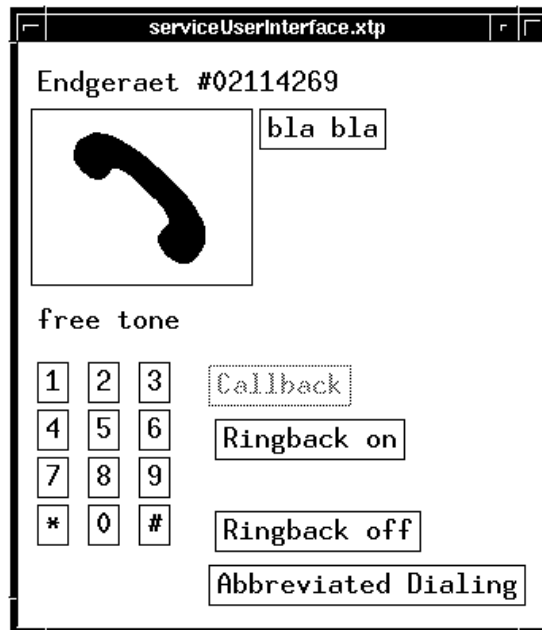 serviceUserInterface.xtp
Endgeraet #02114269
bla bla
free tone
1 2 3
Callback
4 5 6
Ringback on
7 8 9
* 0 #
Ringback off
Abbreviated Dialing